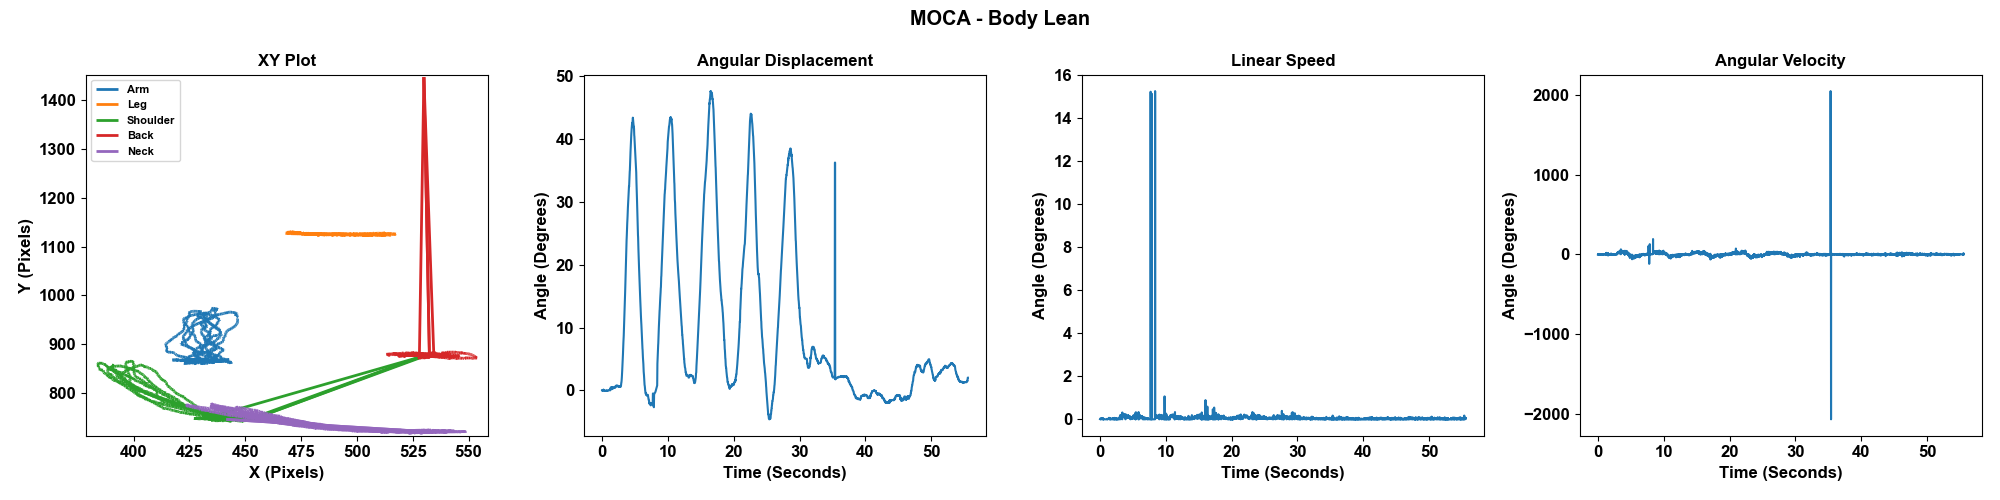 MOCA - Body Lean
XY Plot
Arm
Leg
Shoulder
Back
Neck
1400
1300
1200
1100
1000
900
800
Y (Pixels)
400
425
450
475
500
525
550
X (Pixels)
Angular Displacement
50
40
30
20
10
0
Angle (Degrees)
0
10
20
30
40
50
Time (Seconds)
Linear Speed
16
14
12
10
8
6
4
2
0
Angle (Degrees)
0
10
20
30
40
50
Time (Seconds)
Angular Velocity
2000
1000
0
−1000
−2000
Angle (Degrees)
0
10
20
30
40
50
Time (Seconds)